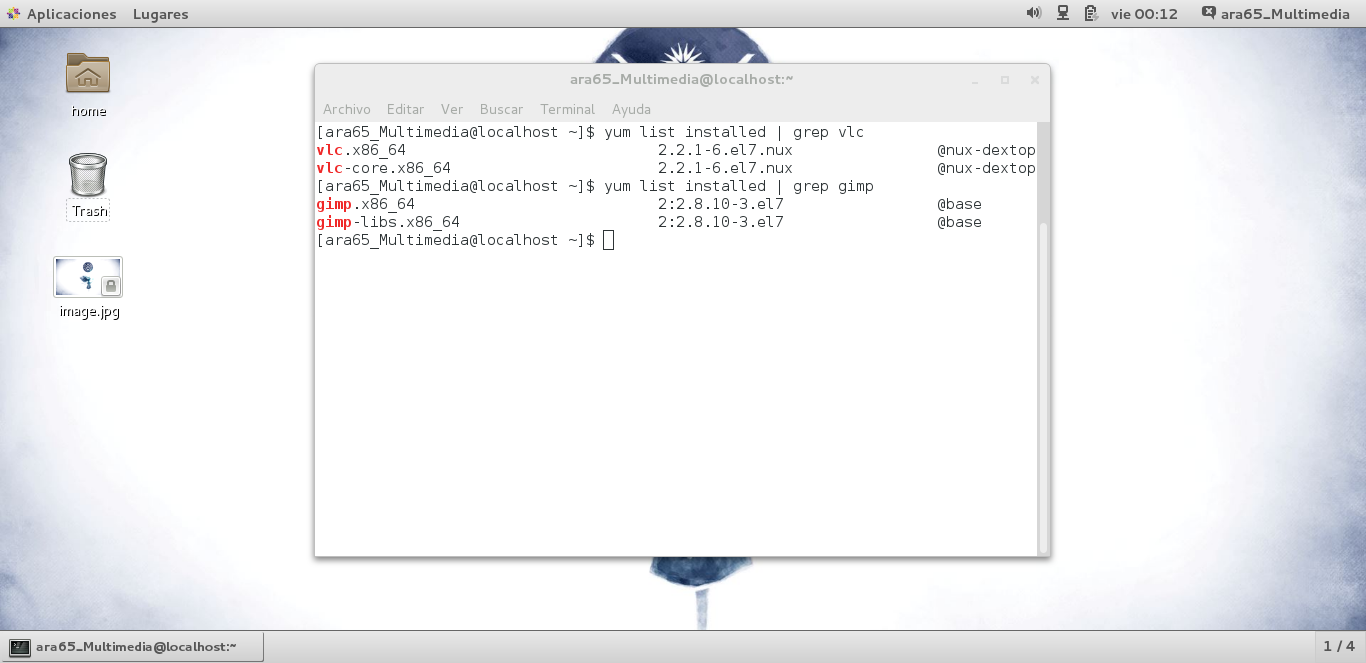 Aplicaciones Lugares vie 00:12 ara65_Multimedia
home
Trash
image.jpg
ara65_Multimedia@localhost:~
Archivo Editar Ver Buscar Terminal Ayuda
[ara65_Multimedia@localhost ~]$ yum list installed | grep vlc
vlc.x86_64 2.2.1-6.el7.nux @nux-dextop
vlc-core.x86_64 2.2.1-6.el7.nux @nux-dextop
[ara65_Multimedia@localhost ~]$ yum list installed | grep gimp
gimp.x86_64 2:2.8.10-3.el7 @base
gimp-libs.x86_64 2:2.8.10-3.el7 @base
[ara65_Multimedia@localhost ~]$
ara65_Multimedia@localhost:~ 1 / 4